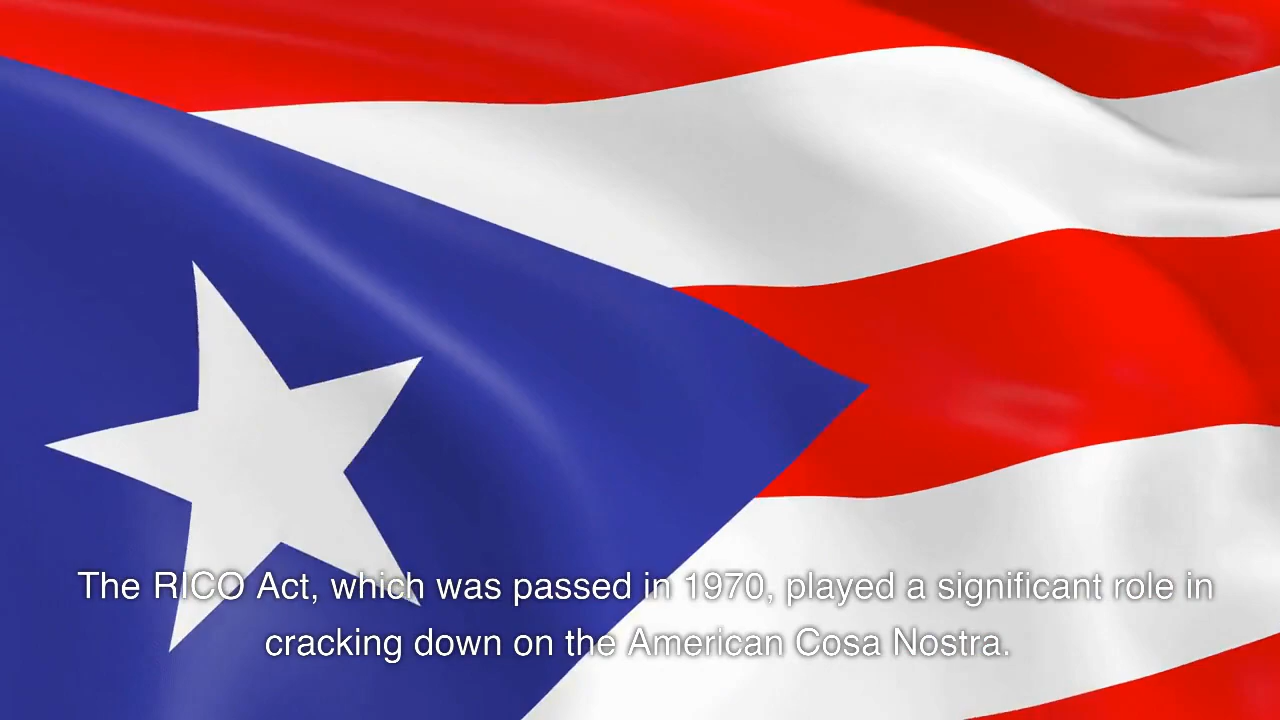 The RICO Act, which was passed in 1970, played a significant role in
cracking down on the American Cosa Nostra.